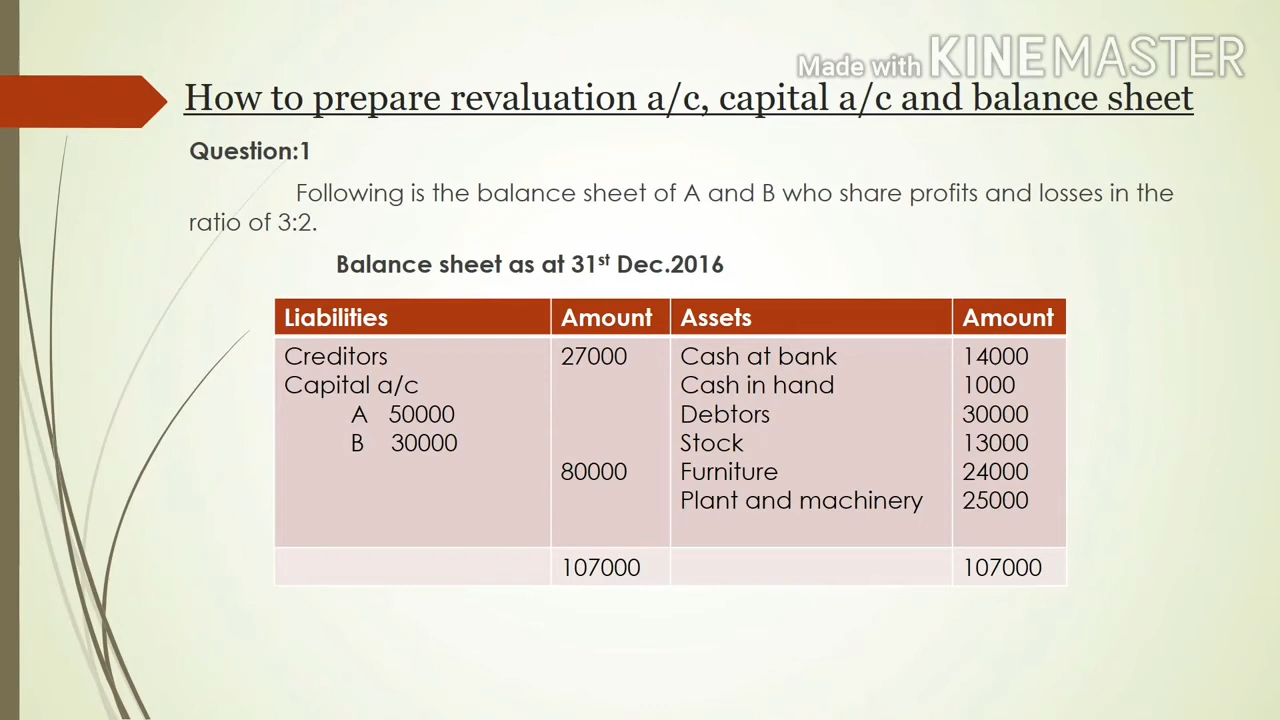 Made with KINEMASTER
How to prepare revaluation a/c, capital a/c and balance sheet
Question:1
Following is the balance sheet of A and B who share profits and losses in the
ratio of 3:2.
Balance sheet as at 31st Dec.2016
Liabilities Amount Assets Amount
Creditors 27000 Cash at bank 14000
Capital a/c Cash in hand 1000
A 50000 Debtors 30000
B 30000 Stock 13000
80000 Furniture 24000
Plant and machinery 25000
107000 107000